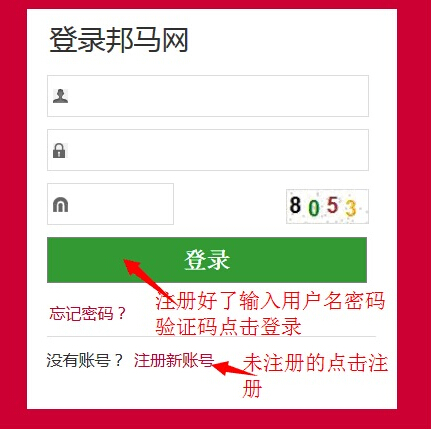 登录邦马网
8053
登录
注册好了输入用户名密码
验证码点击登录
忘记密码？
没有账号？ 注册新账号
未注册的点击注
册